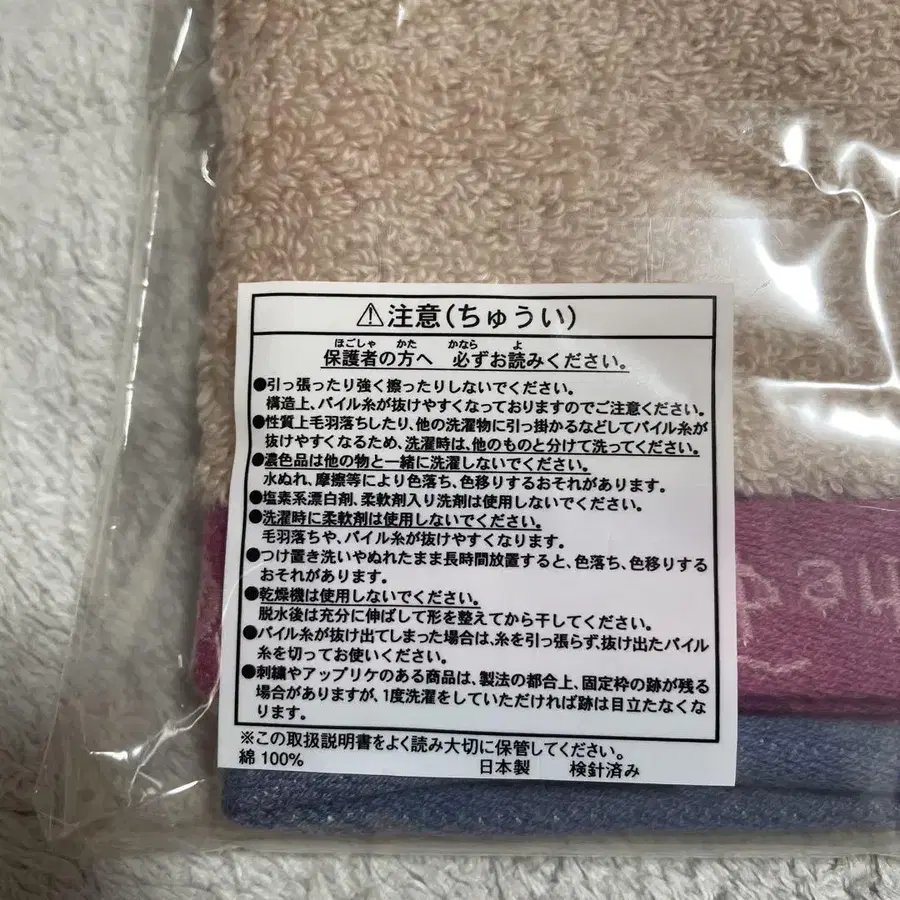 ⚠注意(ちゅうい)
ほごしゃ かた かなら よ
保護者の方へ 必ずお読みください。
●引っ張ったり強く擦ったりしないでください。
構造上、パイル糸が抜けやすくなっておりますのでご注意ください。
●性質上毛羽落ちしたり、他の洗濯物に引っ掛かるなどしてパイル糸が
抜けやすくなるため、洗濯時は、他のものと分けて洗ってください。
●濃色品は他の物と一緒に洗濯しないでください。
水ぬれ、摩擦等により色落ち、色移りするおそれがあります。
●塩素系漂白剤、柔軟剤入り洗剤は使用しないでください。
●洗濯時に柔軟剤は使用しないでください。
毛羽落ちや、パイル糸が抜けやすくなります。
●つけ置き洗いやぬれたまま長時間放置すると、色落ち、色移りする
おそれがあります。
●乾燥機は使用しないでください。
脱水後は充分に伸ばして形を整えてから干してください。
●パイル糸が抜け出てしまった場合は、糸を引っ張らず、抜け出たパイル
糸を切ってお使いください。
●刺繍やアップリケのある商品は、製法の都合上、固定枠の跡が残る
場合がありますが、1度洗濯をしていただければ跡は目立たなくな
ります。
※この取扱説明書をよく読み大切に保管してください。
綿 100% 日本製 検針済み